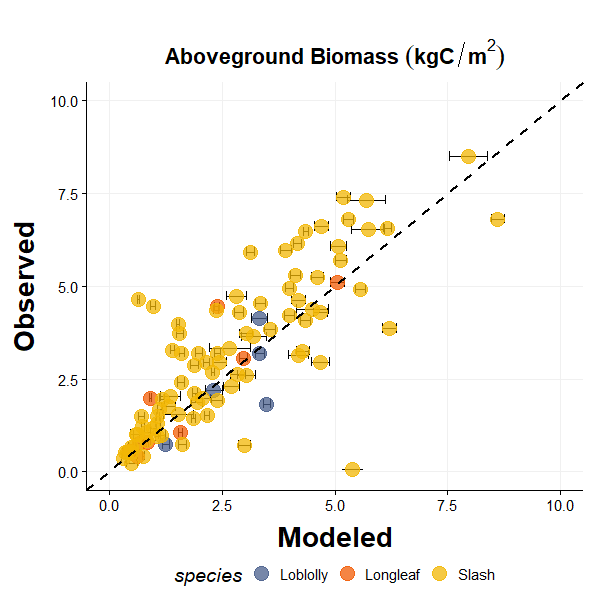 Aboveground Biomass (kgC/m²)
Observed
10.0
7.5
5.0
2.5
0.0
0.0 2.5 5.0 7.5 10.0
Modeled
species Loblolly Longleaf Slash